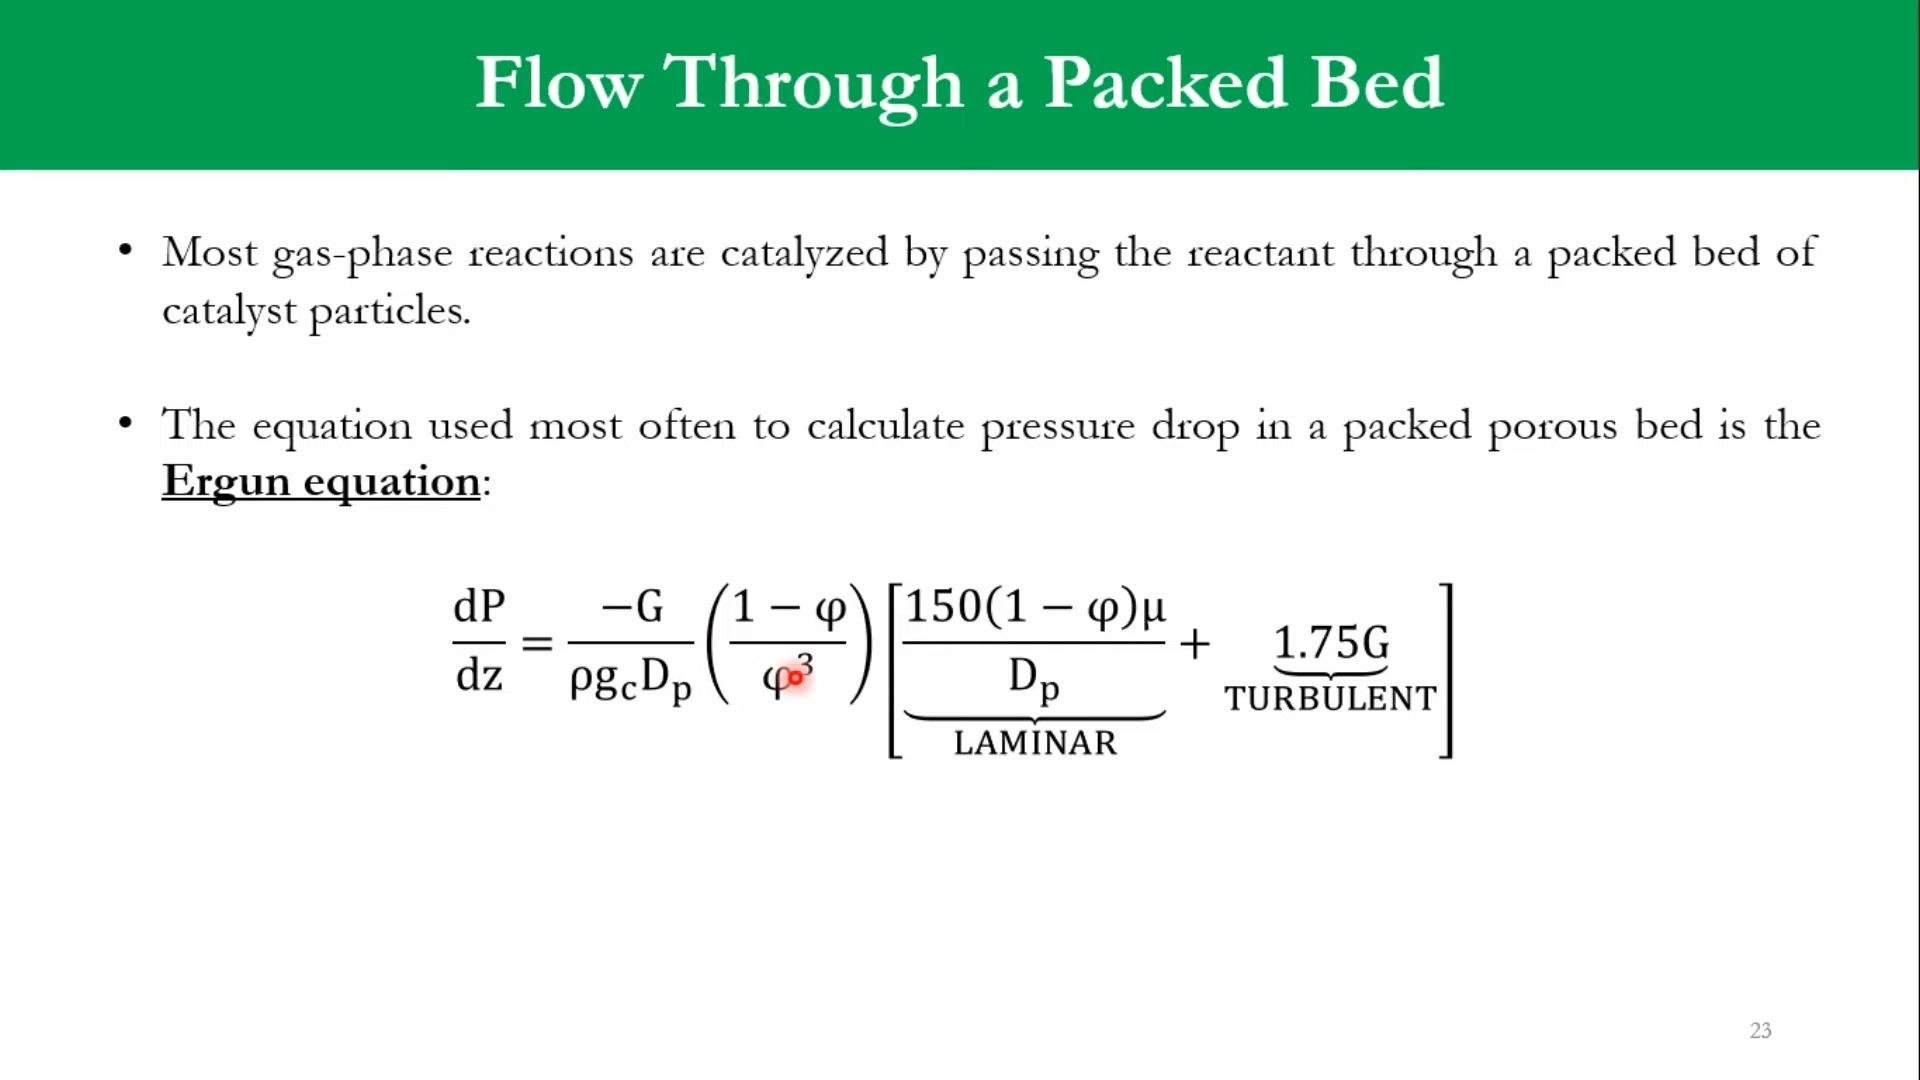 Flow Through a Packed Bed
• Most gas-phase reactions are catalyzed by passing the reactant through a packed bed of
catalyst particles.
• The equation used most often to calculate pressure drop in a packed porous bed is the
Ergun equation:
dP/dz = −G/ρg_cD_p (1 − φ/φ³) [150(1 − φ)μ/D_p + 1.75G]
LAMINAR TURBULENT
23